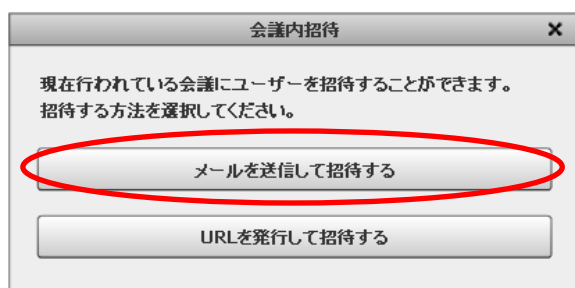 会議内招待
現在行われている会議にユーザーを招待することができます。
招待する方法を選択してください。
メールを送信して招待する
URLを発行して招待する